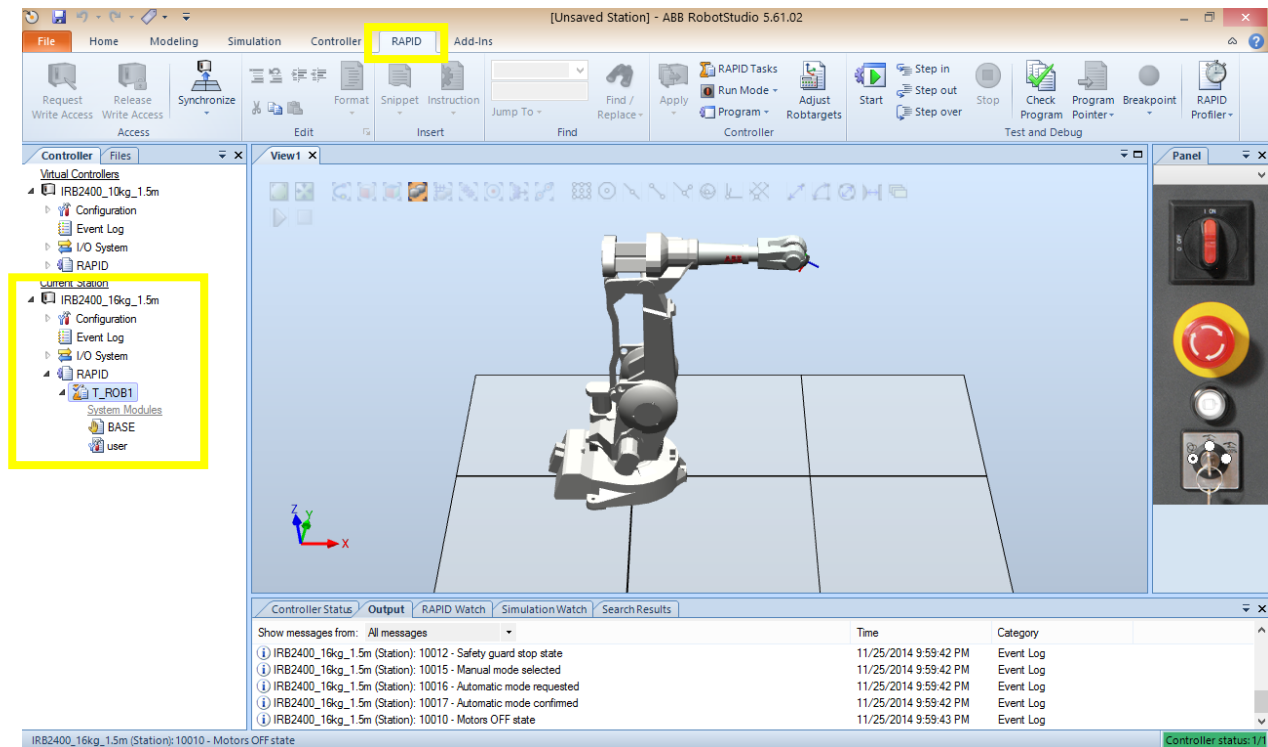 [Unsaved Station] - ABB RobotStudio 5.61.02
File Home Modeling Simulation Controller RAPID Add-Ins
Request Write Access
Release Write Access
Synchronize
Access
Format
Edit
Snippet Instruction
Insert
Jump To
Find / Replace
Find
Apply
RAPID Tasks
Run Mode
Program
Adjust Robtargets
Controller
Start
Step in
Step out
Step over
Stop
Check Program
Program Pointer
Breakpoint
Test and Debug
RAPID Profiler
Controller Files
Virtual Controllers
IRB2400_10kg_1.5m
Configuration
Event Log
I/O System
RAPID
Current Station
IRB2400_16kg_1.5m
Configuration
Event Log
I/O System
RAPID
T_ROB1
System Modules
BASE
user
View1
ABB
Z
Y
X
Panel
I ON
0 OFF
Controller Status Output RAPID Watch Simulation Watch Search Results
Show messages from: All messages Time Category
IRB2400_16kg_1.5m (Station): 10012 - Safety guard stop state 11/25/2014 9:59:42 PM Event Log
IRB2400_16kg_1.5m (Station): 10015 - Manual mode selected 11/25/2014 9:59:42 PM Event Log
IRB2400_16kg_1.5m (Station): 10016 - Automatic mode requested 11/25/2014 9:59:42 PM Event Log
IRB2400_16kg_1.5m (Station): 10017 - Automatic mode confirmed 11/25/2014 9:59:42 PM Event Log
IRB2400_16kg_1.5m (Station): 10010 - Motors OFF state 11/25/2014 9:59:43 PM Event Log
IRB2400_16kg_1.5m (Station): 10010 - Motors OFF state Controller status: 1/1